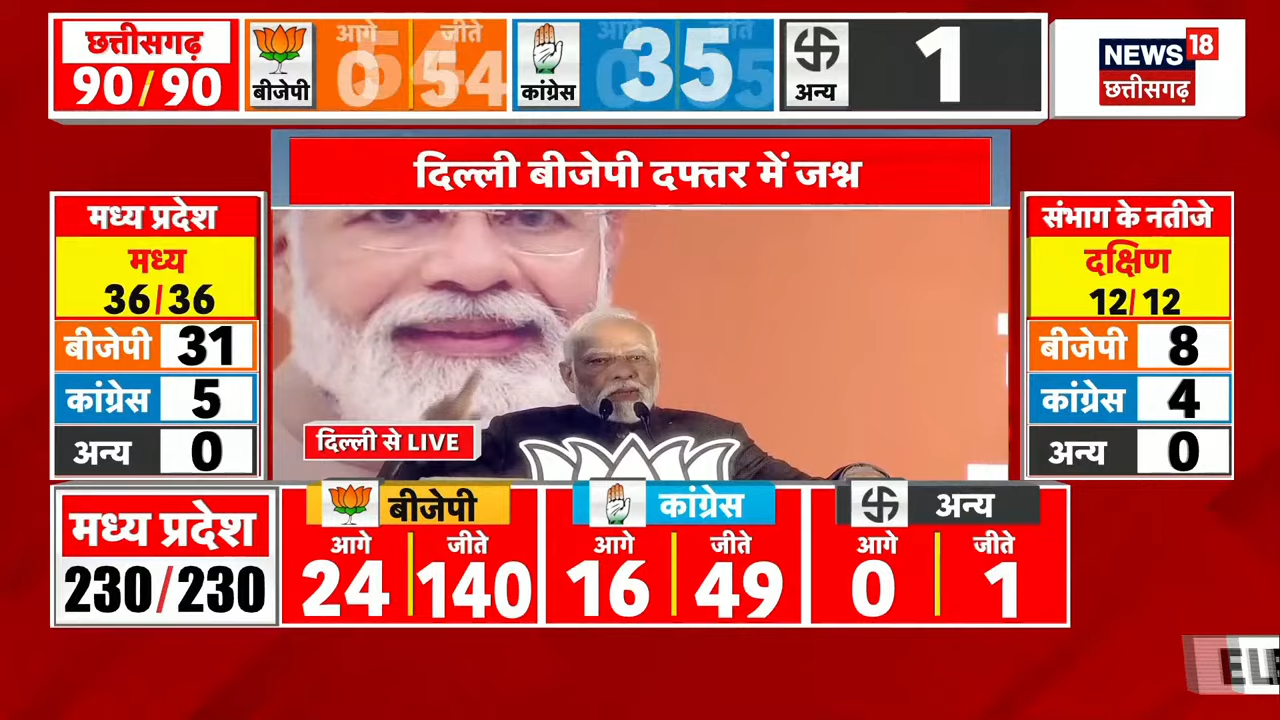 छत्तीसगढ़
90/90
बीजेपी
आगे
0
जीते
54
कांग्रेस
35
अन्य
1
NEWS 18
छत्तीसगढ़
दिल्ली बीजेपी दफ्तर में जश्न
मध्य प्रदेश
मध्य
36/36
बीजेपी 31
कांग्रेस 5
अन्य 0
संभाग के नतीजे
दक्षिण
12/12
बीजेपी 8
कांग्रेस 4
अन्य 0
दिल्ली से LIVE
मध्य प्रदेश
230/230
बीजेपी
आगे जीते
24 140
कांग्रेस
आगे जीते
16 49
अन्य
आगे जीते
0 1